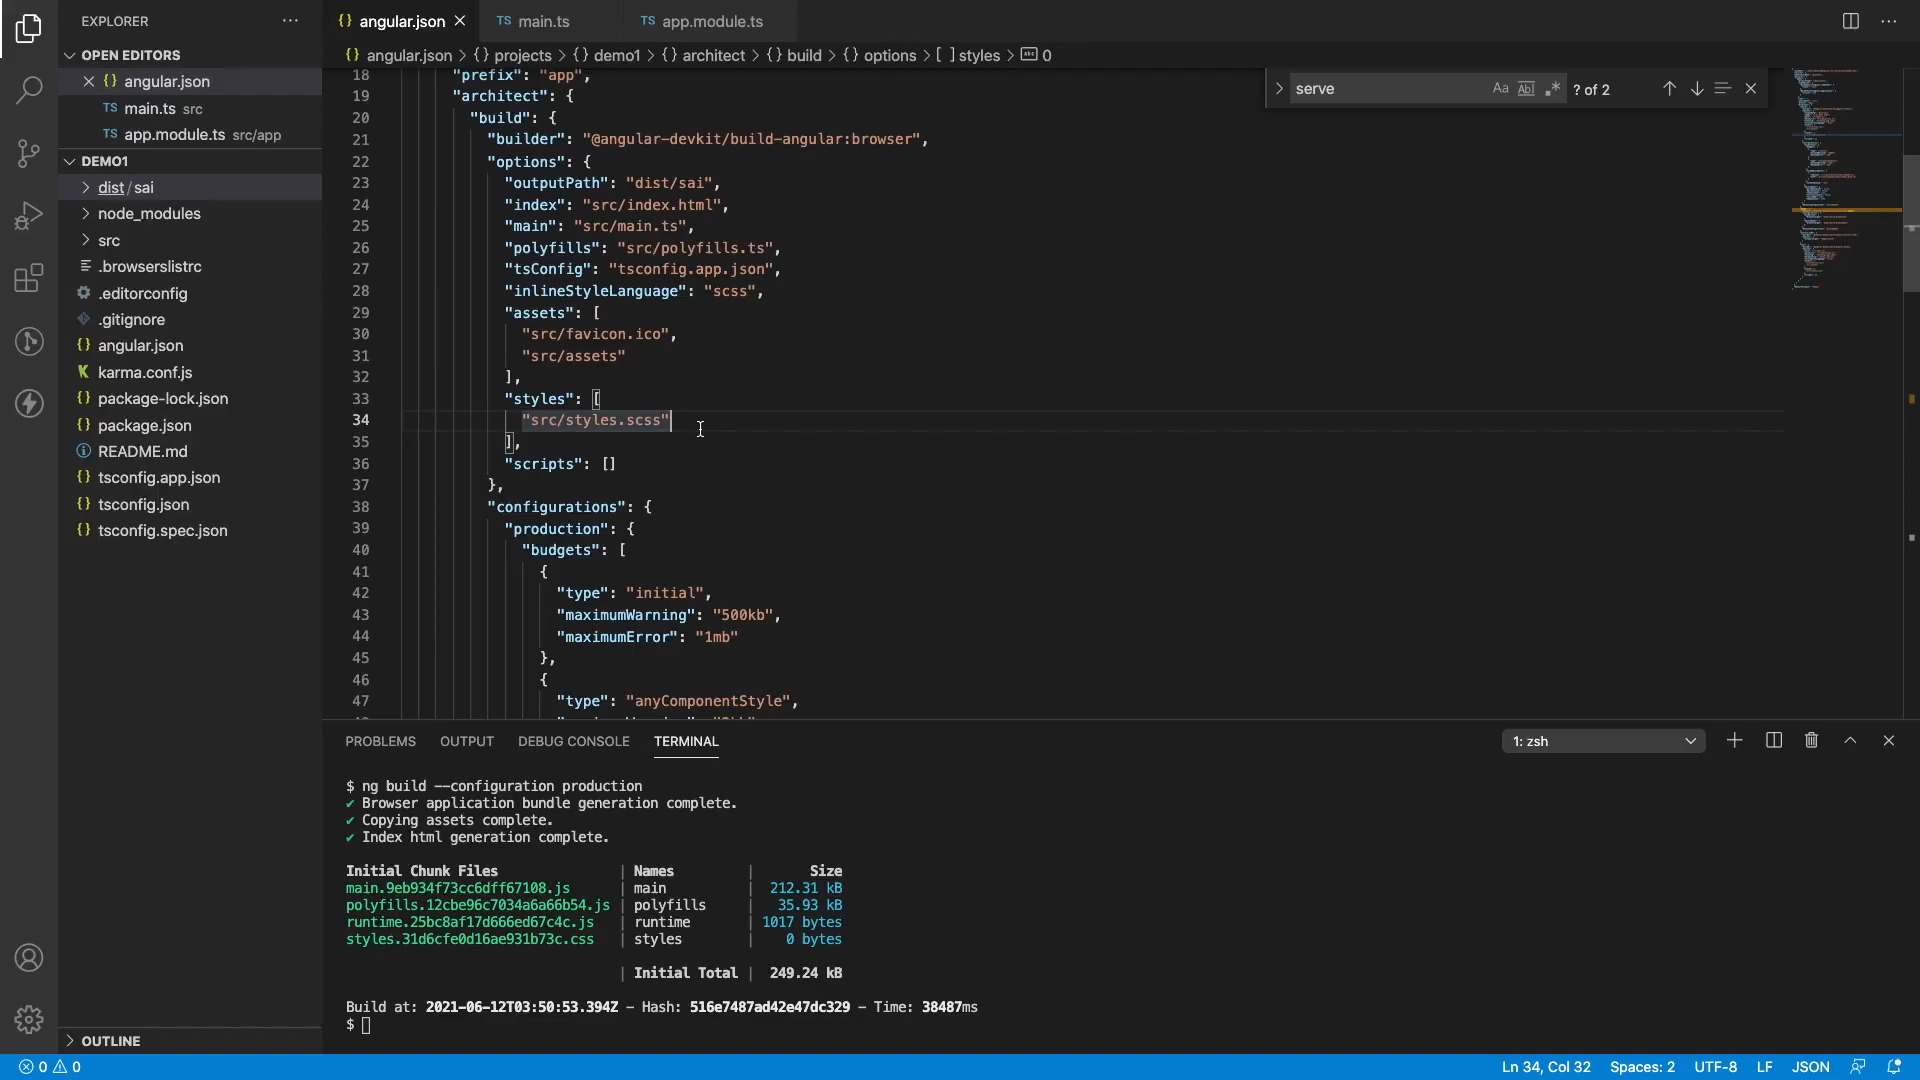 EXPLORER
OPEN EDITORS
{} angular.json
TS main.ts src
TS app.module.ts src/app
DEMO1
dist / sai
node_modules
src
.browserslistrc
.editorconfig
.gitignore
{} angular.json
karma.conf.js
{} package-lock.json
{} package.json
README.md
{} tsconfig.app.json
{} tsconfig.json
{} tsconfig.spec.json
OUTLINE
{} angular.json
TS main.ts
TS app.module.ts
{} angular.json > {} projects > {} demo1 > {} architect > {} build > {} options > [ ] styles > abc 0
serve
Aa Abl .* ? of 2
18 "prefix": "app",
19 "architect": {
20 "build": {
21 "builder": "@angular-devkit/build-angular:browser",
22 "options": {
23 "outputPath": "dist/sai",
24 "index": "src/index.html",
25 "main": "src/main.ts",
26 "polyfills": "src/polyfills.ts",
27 "tsConfig": "tsconfig.app.json",
28 "inlineStyleLanguage": "scss",
29 "assets": [
30 "src/favicon.ico",
31 "src/assets"
32 ],
33 "styles": [
34 "src/styles.scss"
35 ],
36 "scripts": []
37 },
38 "configurations": {
39 "production": {
40 "budgets": [
41 {
42 "type": "initial",
43 "maximumWarning": "500kb",
44 "maximumError": "1mb"
45 },
46 {
47 "type": "anyComponentStyle",
PROBLEMS OUTPUT DEBUG CONSOLE TERMINAL
1: zsh
$ ng build --configuration production
✔ Browser application bundle generation complete.
✔ Copying assets complete.
✔ Index html generation complete.
Initial Chunk Files | Names | Size
main.9eb934f73cc6dff67108.js | main | 212.31 kB
polyfills.12cbe96c7034a6a66b54.js | polyfills | 35.93 kB
runtime.25bc8af17d666ed67c4c.js | runtime | 1017 bytes
styles.31d6cfe0d16ae931b73c.css | styles | 0 bytes
| Initial Total | 249.24 kB
Build at: 2021-06-12T03:50:53.394Z - Hash: 516e7487ad42e47dc329 - Time: 38487ms
$
0 0
Ln 34, Col 32 Spaces: 2 UTF-8 LF JSON